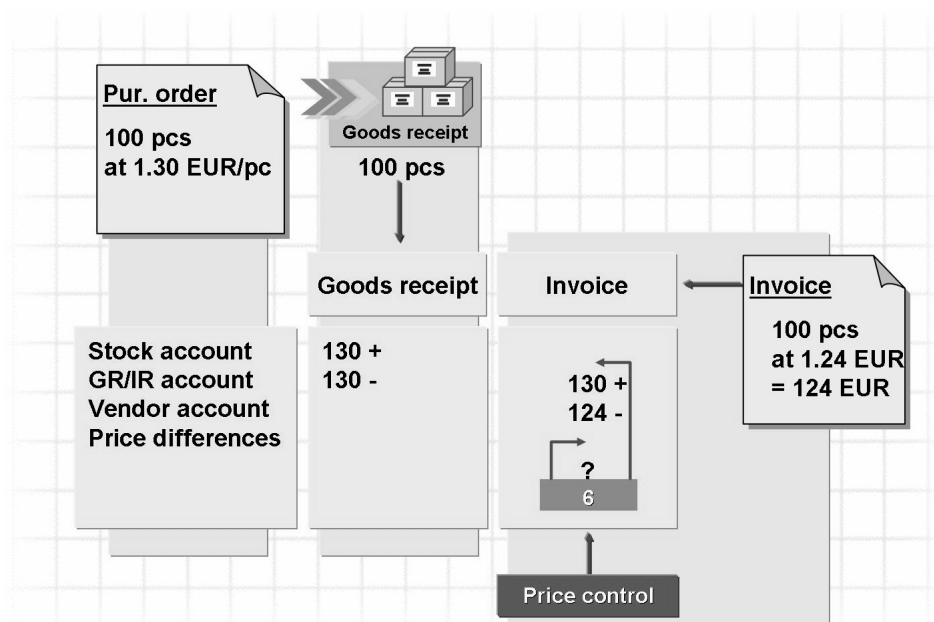 Pur. order
100 pcs
at 1.30 EUR/pc
Goods receipt
100 pcs
Goods receipt
Invoice
Invoice
100 pcs
at 1.24 EUR
= 124 EUR
Stock account
GR/IR account
Vendor account
Price differences
130 +
130 -
130 +
124 -
?
6
Price control